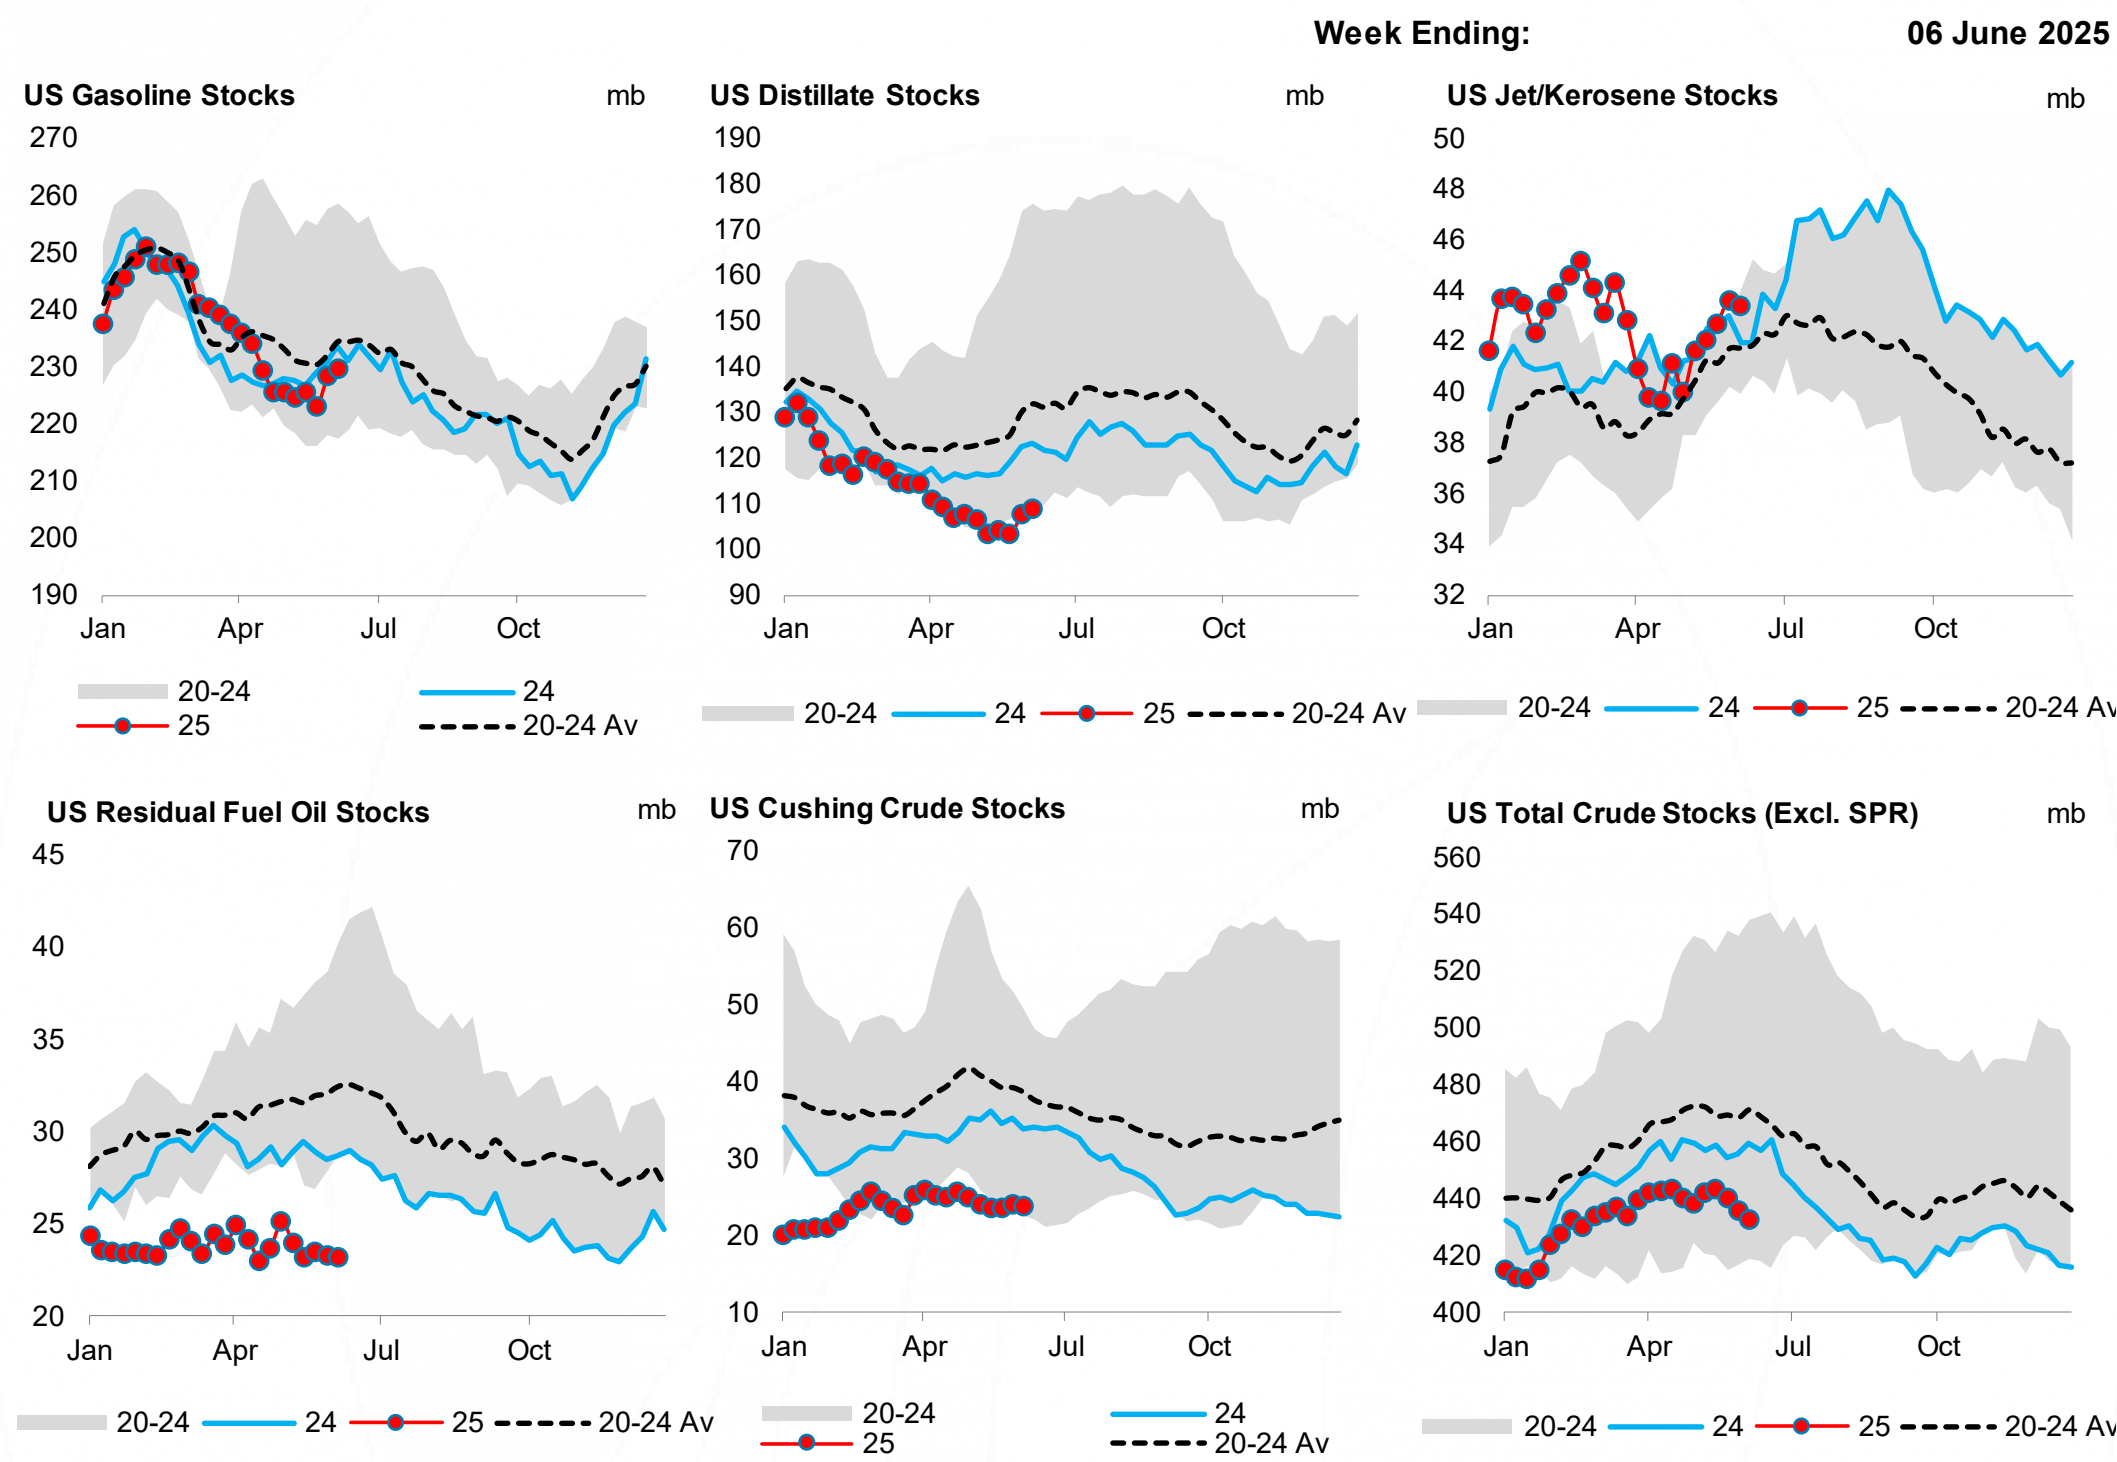 Week Ending: 06 June 2025
US Gasoline Stocks mb
270
260
250
240
230
220
210
200
190
Jan Apr Jul Oct
20-24 24
25 20-24 Av
US Distillate Stocks mb
190
180
170
160
150
140
130
120
110
100
90
Jan Apr Jul Oct
20-24 24 25 20-24 Av
US Jet/Kerosene Stocks mb
50
48
46
44
42
40
38
36
34
32
Jan Apr Jul Oct
20-24 24 25 20-24 Av
US Residual Fuel Oil Stocks mb
45
40
35
30
25
20
Jan Apr Jul Oct
20-24 24 25 20-24 Av
US Cushing Crude Stocks mb
70
60
50
40
30
20
10
Jan Apr Jul Oct
20-24 24
25 20-24 Av
US Total Crude Stocks (Excl. SPR) mb
560
540
520
500
480
460
440
420
400
Jan Apr Jul Oct
20-24 24 25 20-24 Av